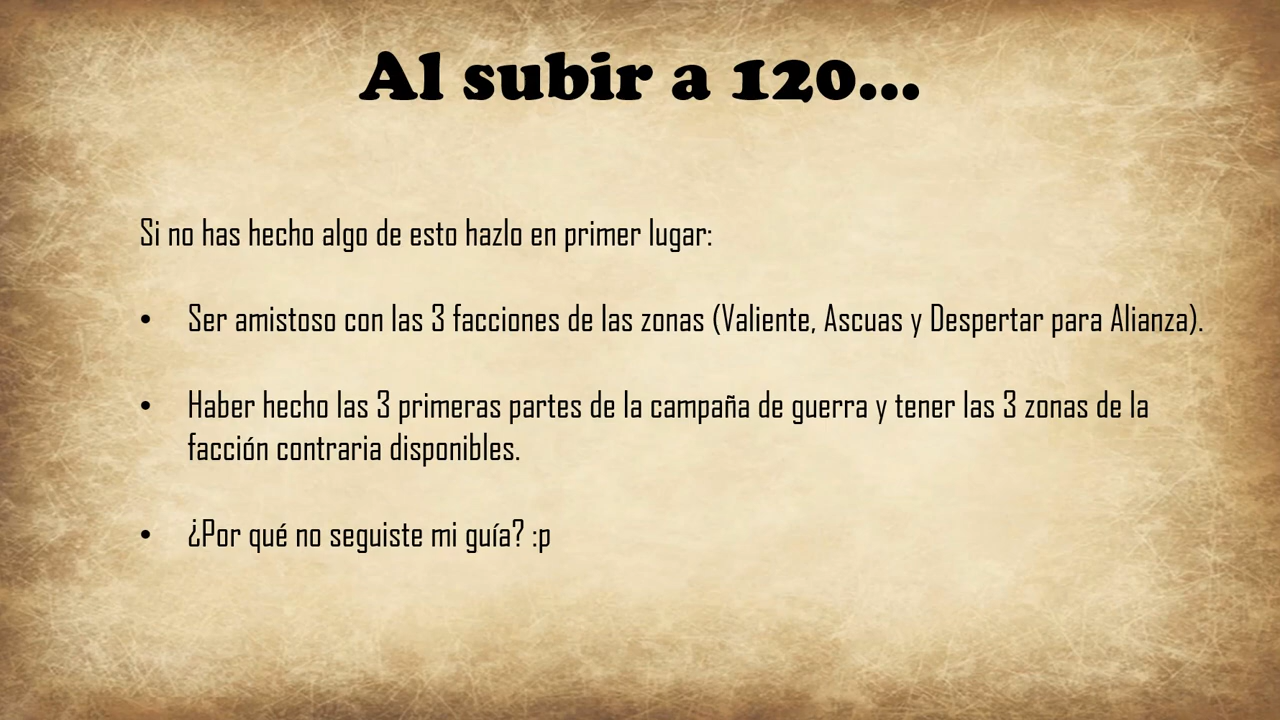 Al subir a 120...
Si no has hecho algo de esto hazlo en primer lugar:
• Ser amistoso con las 3 facciones de las zonas (Valiente, Ascuas y Despertar para Alianza).
• Haber hecho las 3 primeras partes de la campaña de guerra y tener las 3 zonas de la
facción contraria disponibles.
• ¿Por qué no seguiste mi guía? :p